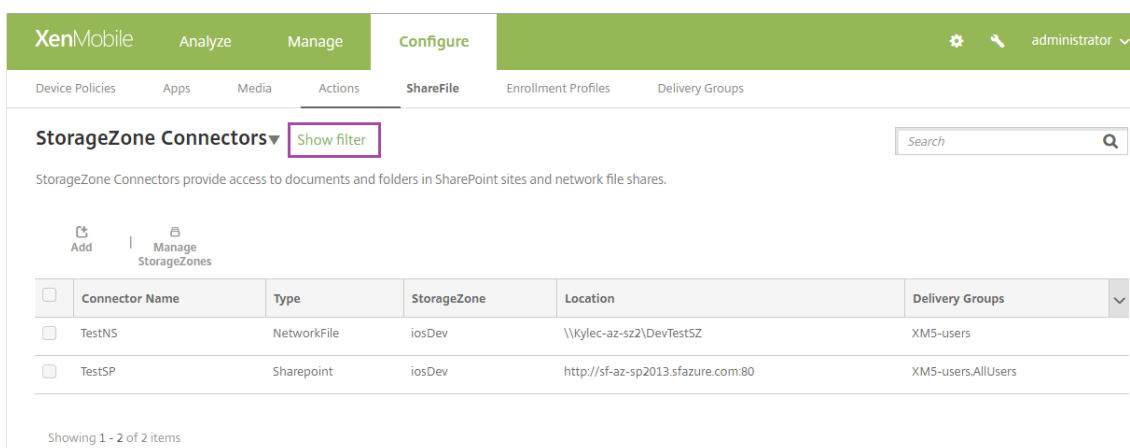 XenMobile Analyze Manage Configure administrator
Device Policies Apps Media Actions ShareFile Enrollment Profiles Delivery Groups
StorageZone Connectors Show filter Search
StorageZone Connectors provide access to documents and folders in SharePoint sites and network file shares.
Add | Manage
StorageZones
Connector Name Type StorageZone Location Delivery Groups
TestNS NetworkFile iosDev \\Kylec-az-sz2\DevTestSZ XM5-users
TestSP Sharepoint iosDev http://sf-az-sp2013.sfazure.com:80 XM5-users,AllUsers
Showing 1 - 2 of 2 items